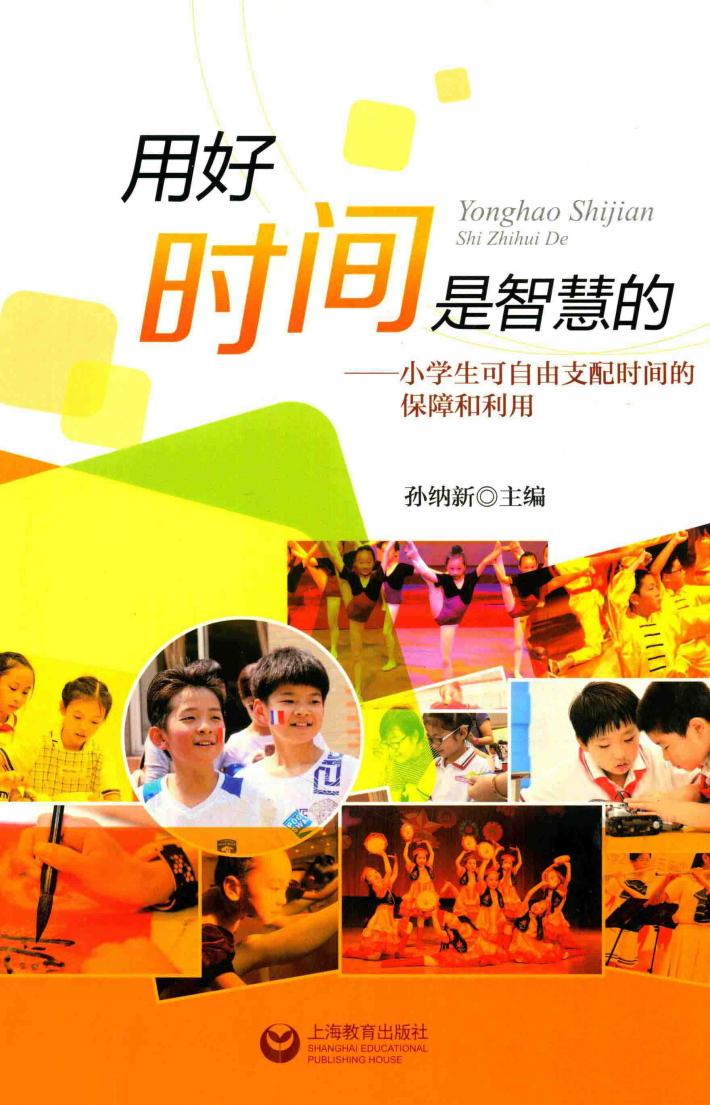 用好
时间
Yonghao Shijian
Shi Zhihui De
是智慧的
——小学生可自由支配时间的
保障和利用
孙纳新◎主编
上海教育出版社
SHANGHAI EDUCATIONAL
PUBLISHING HOUSE